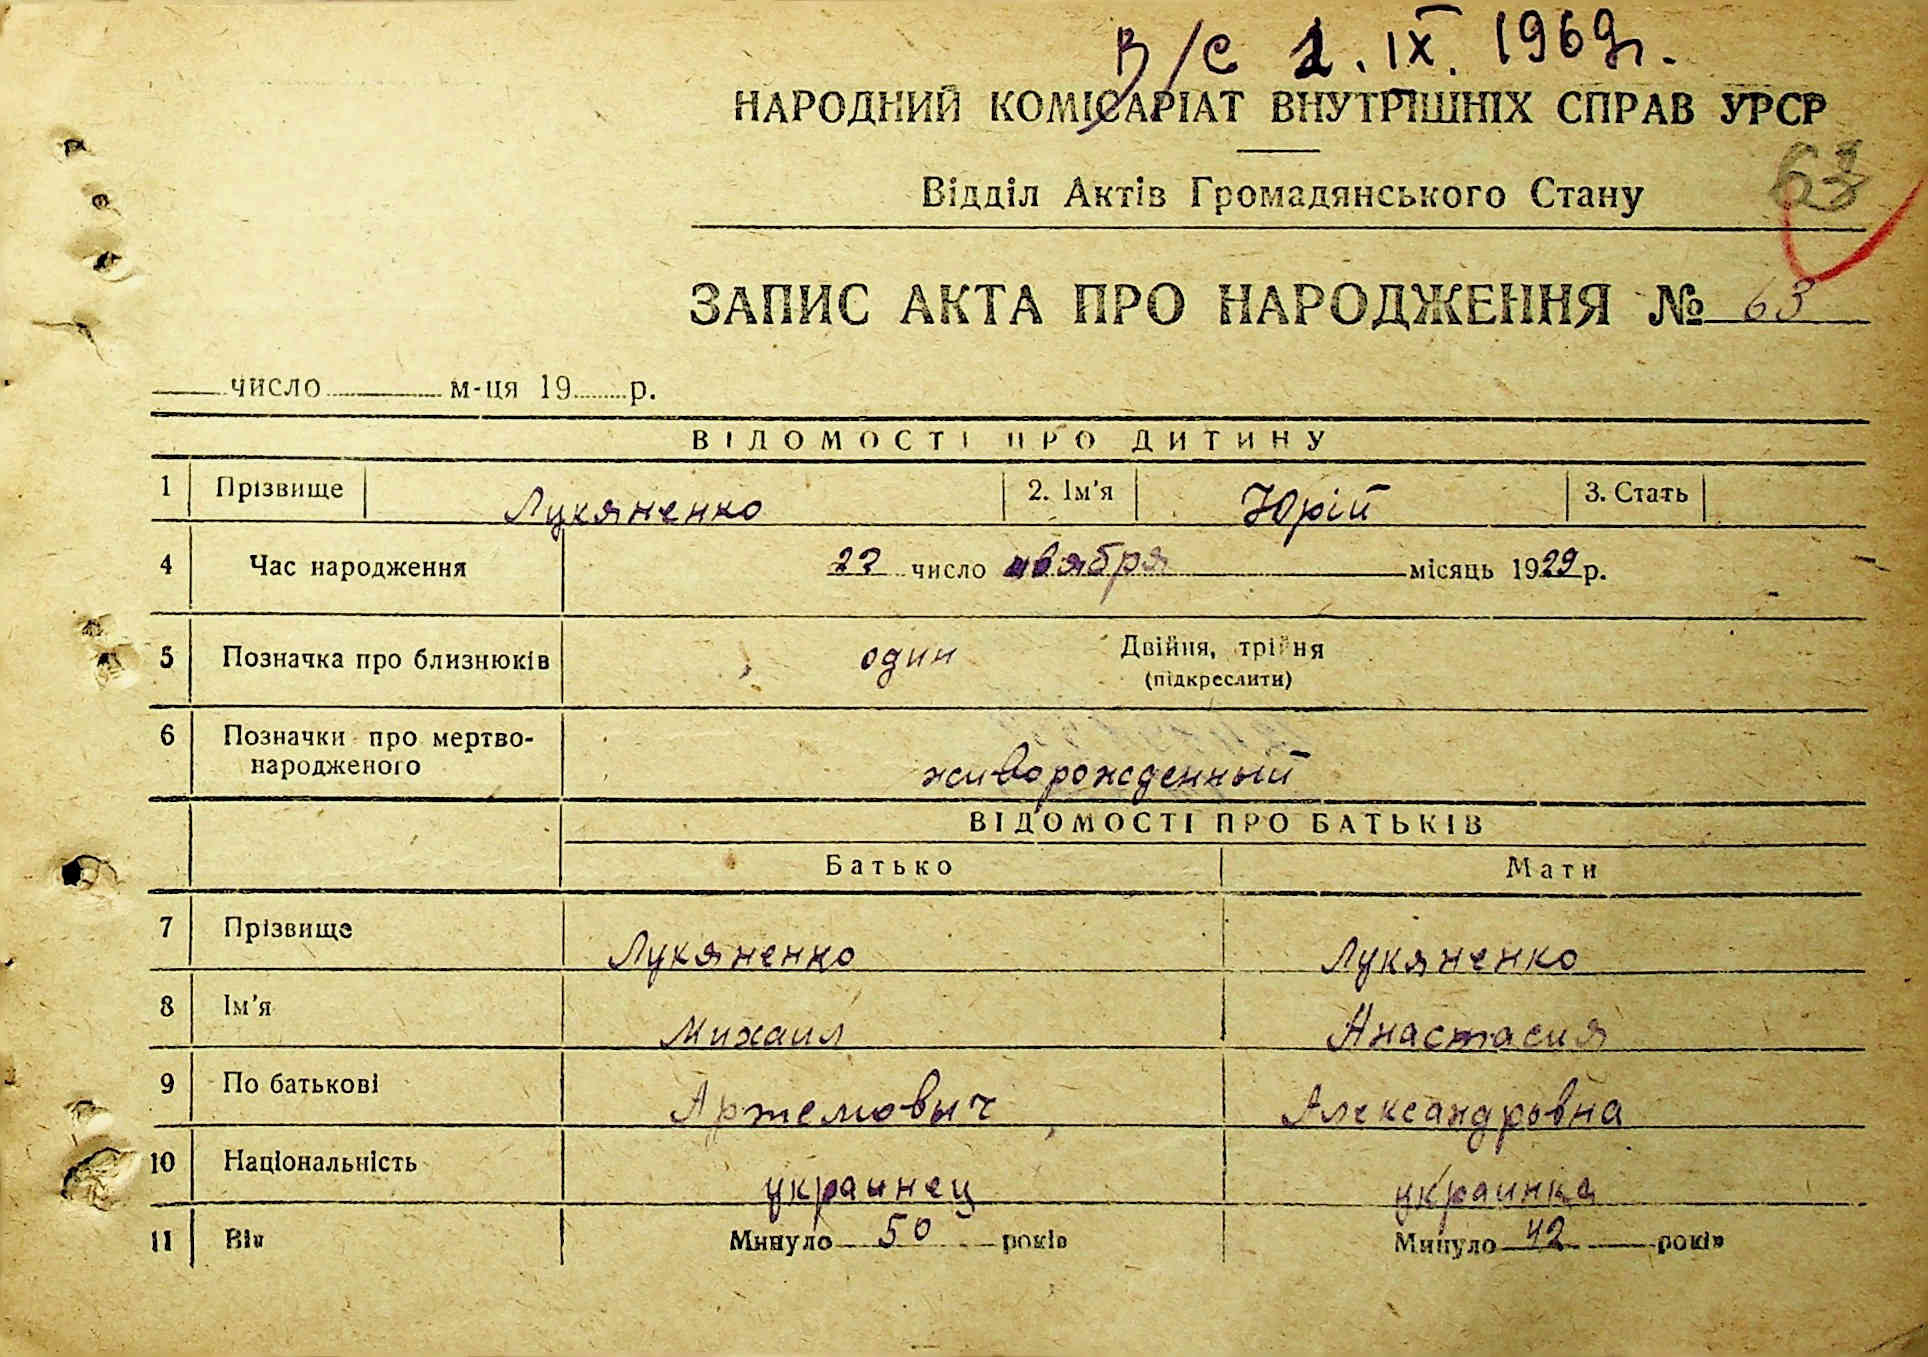 В/С 1. IX. 1969г.
НАРОДНИЙ КОМІСАРІАТ ВНУТРІШНІХ СПРАВ УРСР
63
Відділ Актів Громадянського Стану
ЗАПИС АКТА ПРО НАРОДЖЕННЯ № 63
число м-ця 19 р.
ВІДОМОСТІ ПРО ДИТИНУ
1 Прізвище Лукяненко 2. Ім'я Юрій 3. Стать
4 Час народження 23 число ноября місяць 1929 р.
5 Позначка про близнюків один Двійня, трійня
(підкреслити)
6 Позначки про мертво-
народженого живорожденный
ВІДОМОСТІ ПРО БАТЬКІВ
Батько Мати
7 Прізвище Лукяненко Лукяненко
8 Ім'я Михаил Анастасия
9 По батькові Артемовыч Александровна
10 Національність украинец украинка
11 Вік Минуло 50 років Минуло 42 років